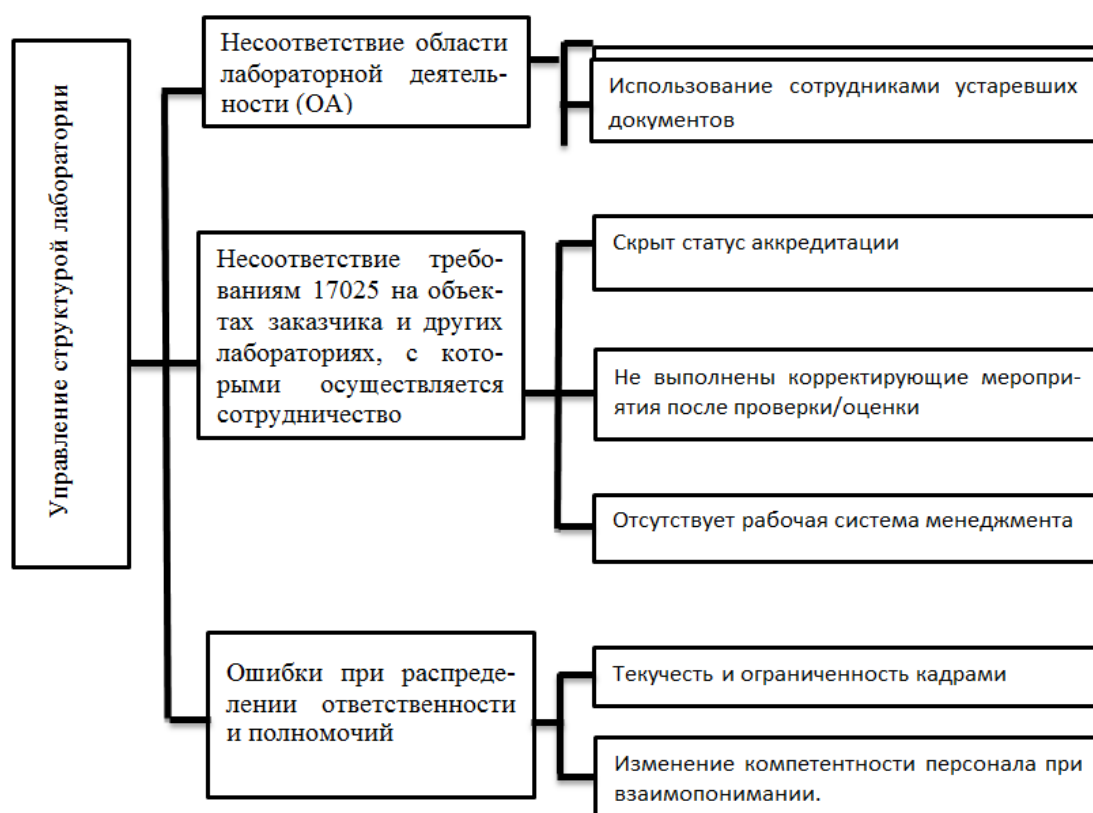 Управление структурой лаборатории
Несоответствие области
лабораторной деятель-
ности (ОА)
Использование сотрудниками устаревших
документов
Несоответствие требо-
ваниям 17025 на объек-
тах заказчика и других
лабораториях, с кото-
рыми осуществляется
сотрудничество
Скрыт статус аккредитации
Не выполнены корректирующие меропри-
ятия после проверки/оценки
Отсутствует рабочая система менеджмента
Ошибки при распреде-
лении ответственности
и полномочий
Текучесть и ограниченность кадрами
Изменение компетентности персонала при
взаимопонимании.